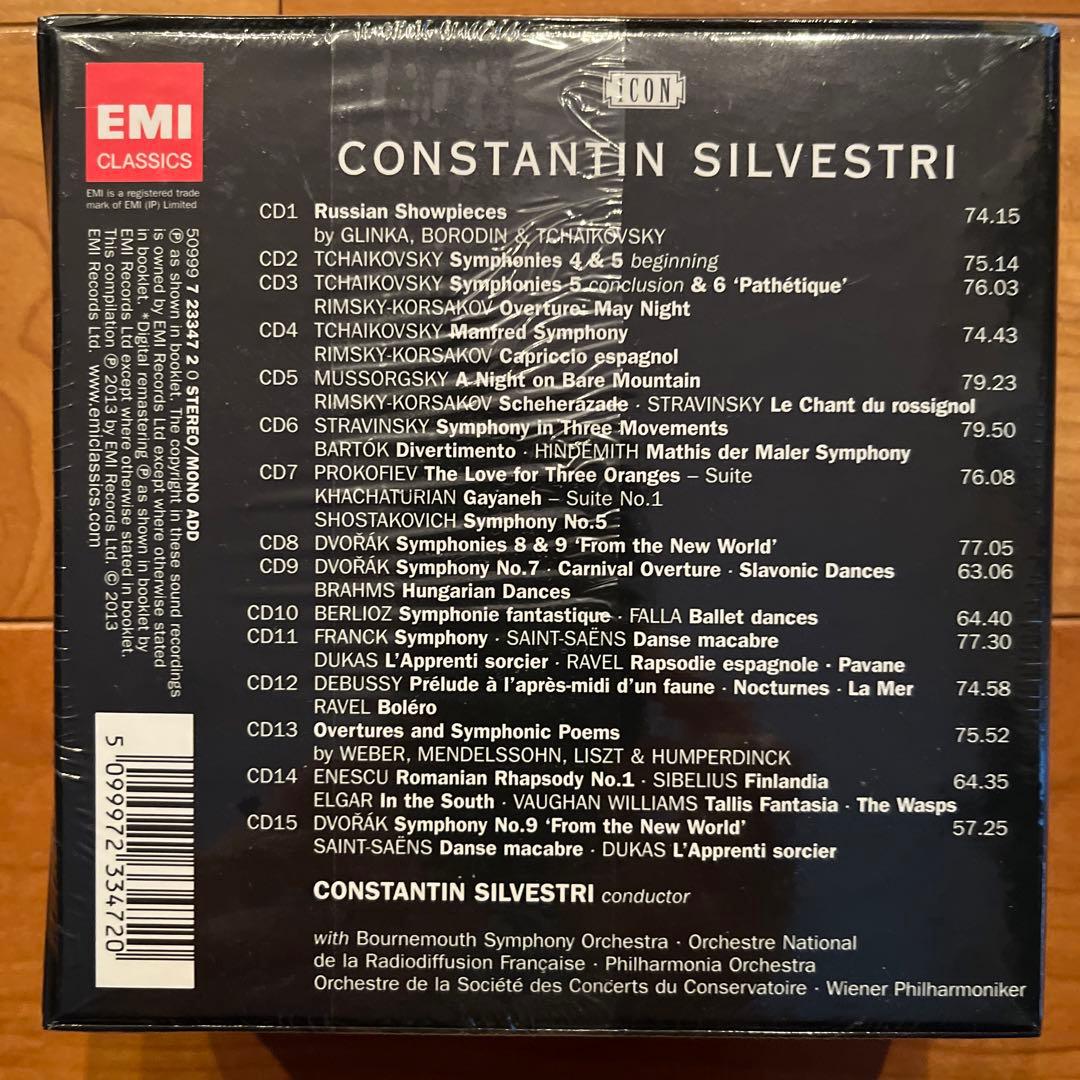 ICON
EMI
CLASSICS
EMI is a registered trade
mark of EMI (IP) Limited
CONSTANTIN SILVESTRI
CD1 Russian Showpieces 74.15
by GLINKA, BORODIN & TCHAIKOVSKY
CD2 TCHAIKOVSKY Symphonies 4 & 5 beginning 75.14
CD3 TCHAIKOVSKY Symphonies 5 conclusion & 6 ‘Pathétique’ 76.03
RIMSKY-KORSAKOV Overture: May Night
CD4 TCHAIKOVSKY Manfred Symphony 74.43
RIMSKY-KORSAKOV Capriccio espagnol
CD5 MUSSORGSKY A Night on Bare Mountain 79.23
RIMSKY-KORSAKOV Scheherazade · STRAVINSKY Le Chant du rossignol
CD6 STRAVINSKY Symphony in Three Movements 79.50
BARTÓK Divertimento · HINDEMITH Mathis der Maler Symphony
CD7 PROKOFIEV The Love for Three Oranges – Suite 76.08
KHACHATURIAN Gayaneh – Suite No.1
SHOSTAKOVICH Symphony No.5
CD8 DVOŘÁK Symphonies 8 & 9 ‘From the New World’ 77.05
CD9 DVOŘÁK Symphony No.7 · Carnival Overture · Slavonic Dances 63.06
BRAHMS Hungarian Dances
CD10 BERLIOZ Symphonie fantastique · FALLA Ballet dances 64.40
CD11 FRANCK Symphony · SAINT-SAËNS Danse macabre 77.30
DUKAS L’Apprenti sorcier · RAVEL Rapsodie espagnole · Pavane
CD12 DEBUSSY Prélude à l’après-midi d’un faune · Nocturnes · La Mer 74.58
RAVEL Boléro
CD13 Overtures and Symphonic Poems 75.52
by WEBER, MENDELSSOHN, LISZT & HUMPERDINCK
CD14 ENESCU Romanian Rhapsody No.1 · SIBELIUS Finlandia 64.35
ELGAR In the South · VAUGHAN WILLIAMS Tallis Fantasia · The Wasps
CD15 DVOŘÁK Symphony No.9 ‘From the New World’ 57.25
SAINT-SAËNS Danse macabre · DUKAS L’Apprenti sorcier
CONSTANTIN SILVESTRI conductor
with Bournemouth Symphony Orchestra · Orchestre National
de la Radiodiffusion Française · Philharmonia Orchestra
Orchestre de la Société des Concerts du Conservatoire · Wiener Philharmoniker
50999 7 23347 2 0 STEREO/MONO ADD
℗ as shown in booklet. The copyright in these sound recordings
is owned by EMI Records Ltd except where otherwise stated
in booklet. *Digital remastering ℗ as shown in booklet by
EMI Records Ltd except where otherwise stated in booklet.
This compilation ℗ 2013 by EMI Records Ltd. © 2013
EMI Records Ltd. www.emiclassics.com
5 099972 334720